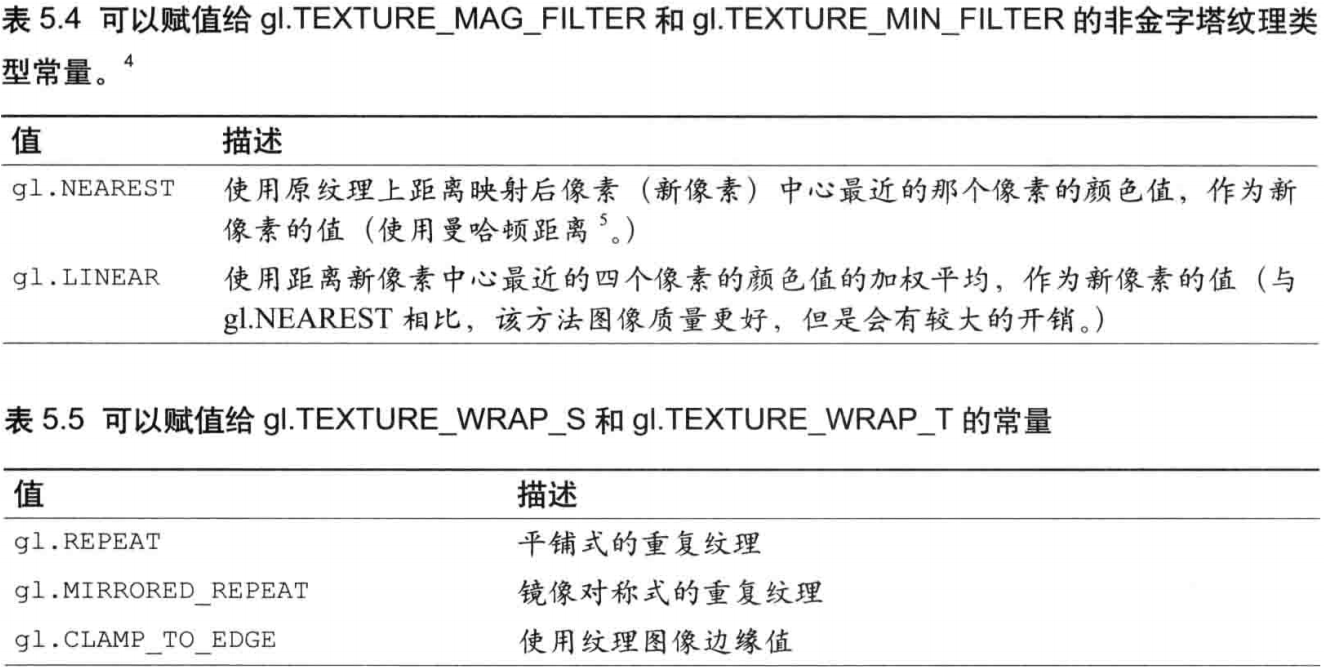 表 5.4 可以赋值给 gl.TEXTURE_MAG_FILTER 和 gl.TEXTURE_MIN_FILTER 的非金字塔纹理类
型常量。4
值 描述
gl.NEAREST 使用原纹理上距离映射后像素（新像素）中心最近的那个像素的颜色值，作为新
像素的值（使用曼哈顿距离5。）
gl.LINEAR 使用距离新像素中心最近的四个像素的颜色值的加权平均，作为新像素的值（与
gl.NEAREST 相比，该方法图像质量更好，但是会有较大的开销。）
表 5.5 可以赋值给 gl.TEXTURE_WRAP_S 和 gl.TEXTURE_WRAP_T 的常量
值 描述
gl.REPEAT 平铺式的重复纹理
gl.MIRRORED_REPEAT 镜像对称式的重复纹理
gl.CLAMP_TO_EDGE 使用纹理图像边缘值